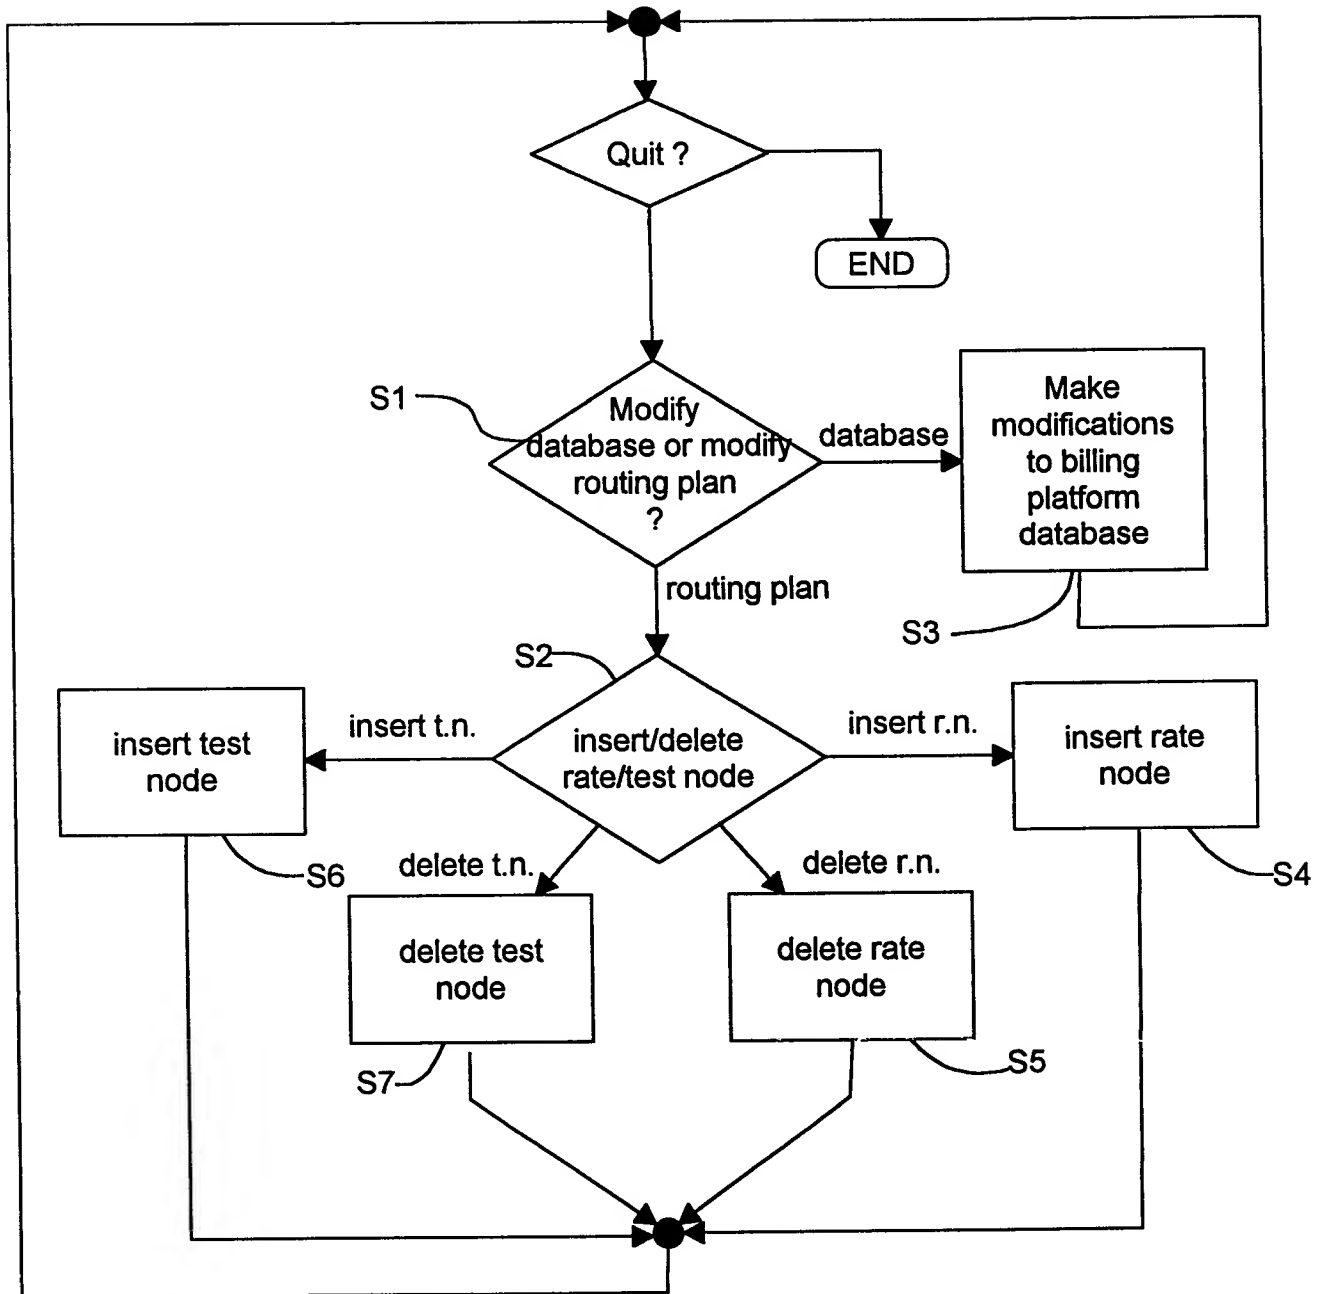 Quit ?
END
S1
Modify
database or modify
routing plan
?
database
Make
modifications
to billing
platform
database
routing plan
S3
S2
insert t.n.
insert r.n.
insert test
node
insert/delete
rate/test node
insert rate
node
S6
delete t.n.
delete r.n.
S4
delete test
node
delete rate
node
S7
S5